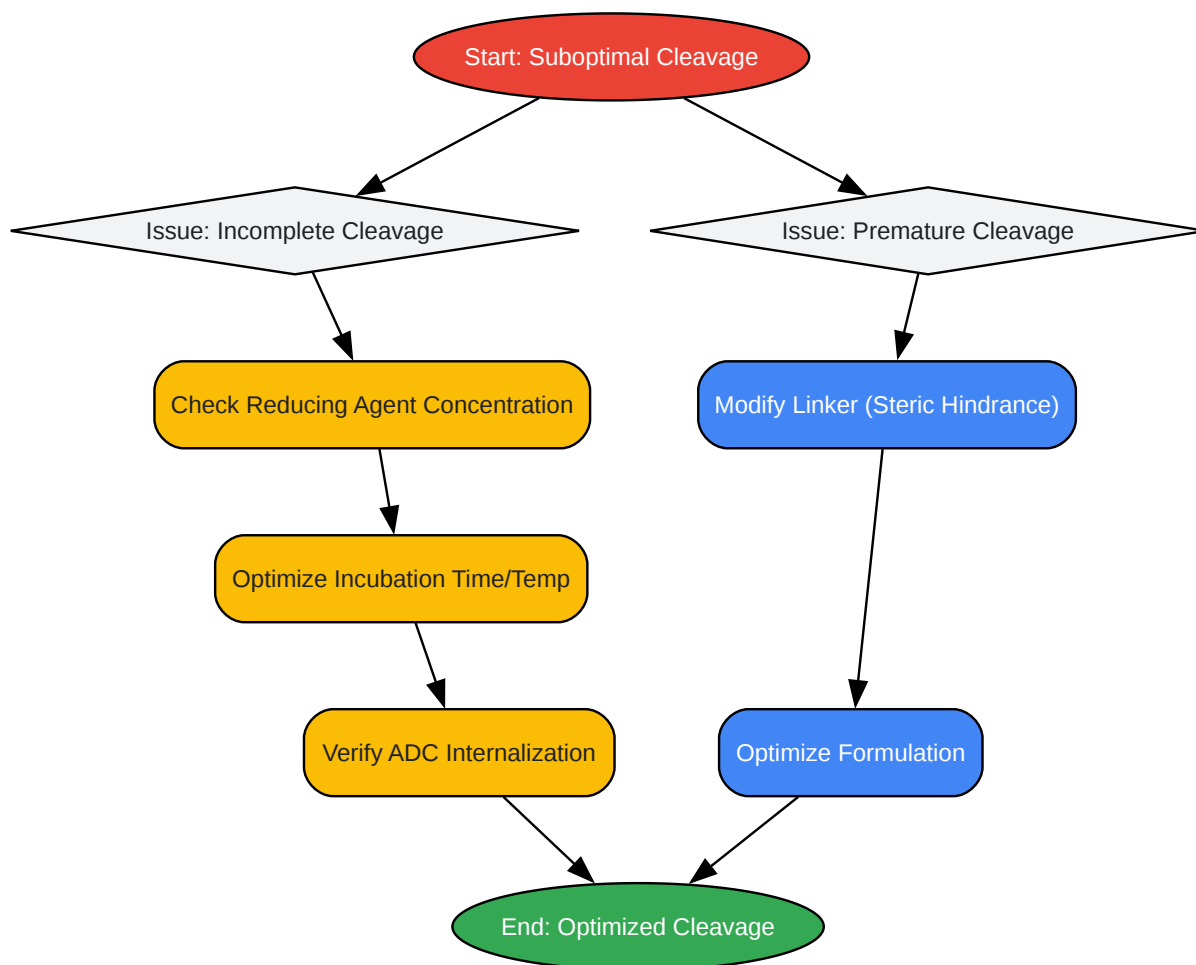 Start: Suboptimal Cleavage
Issue: Incomplete Cleavage
Issue: Premature Cleavage
Check Reducing Agent Concentration
Modify Linker (Steric Hindrance)
Optimize Incubation Time/Temp
Verify ADC Internalization
Optimize Formulation
End: Optimized Cleavage